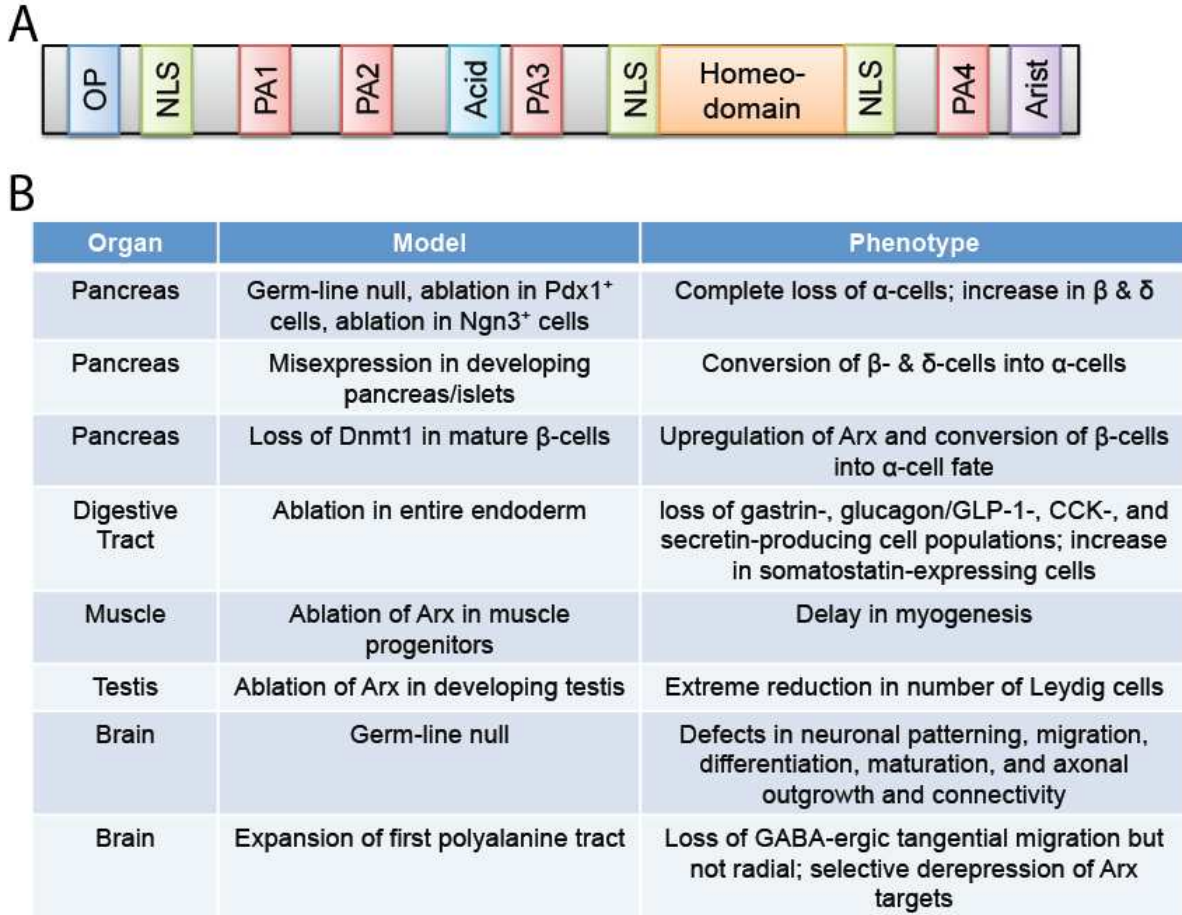 A
OP NLS PA1 PA2 Acid PA3 NLS Homeo- domain NLS PA4 Arist
B
Organ Model Phenotype
Pancreas Germ-line null, ablation in Pdx1⁺ Complete loss of α-cells; increase in β & δ
cells, ablation in Ngn3⁺ cells
Pancreas Misexpression in developing Conversion of β- & δ-cells into α-cells
pancreas/islets
Pancreas Loss of Dnmt1 in mature β-cells Upregulation of Arx and conversion of β-cells
into α-cell fate
Digestive Ablation in entire endoderm loss of gastrin-, glucagon/GLP-1-, CCK-, and
Tract secretin-producing cell populations; increase
in somatostatin-expressing cells
Muscle Ablation of Arx in muscle Delay in myogenesis
progenitors
Testis Ablation of Arx in developing testis Extreme reduction in number of Leydig cells
Brain Germ-line null Defects in neuronal patterning, migration,
differentiation, maturation, and axonal
outgrowth and connectivity
Brain Expansion of first polyalanine tract Loss of GABA-ergic tangential migration but
not radial; selective derepression of Arx
targets